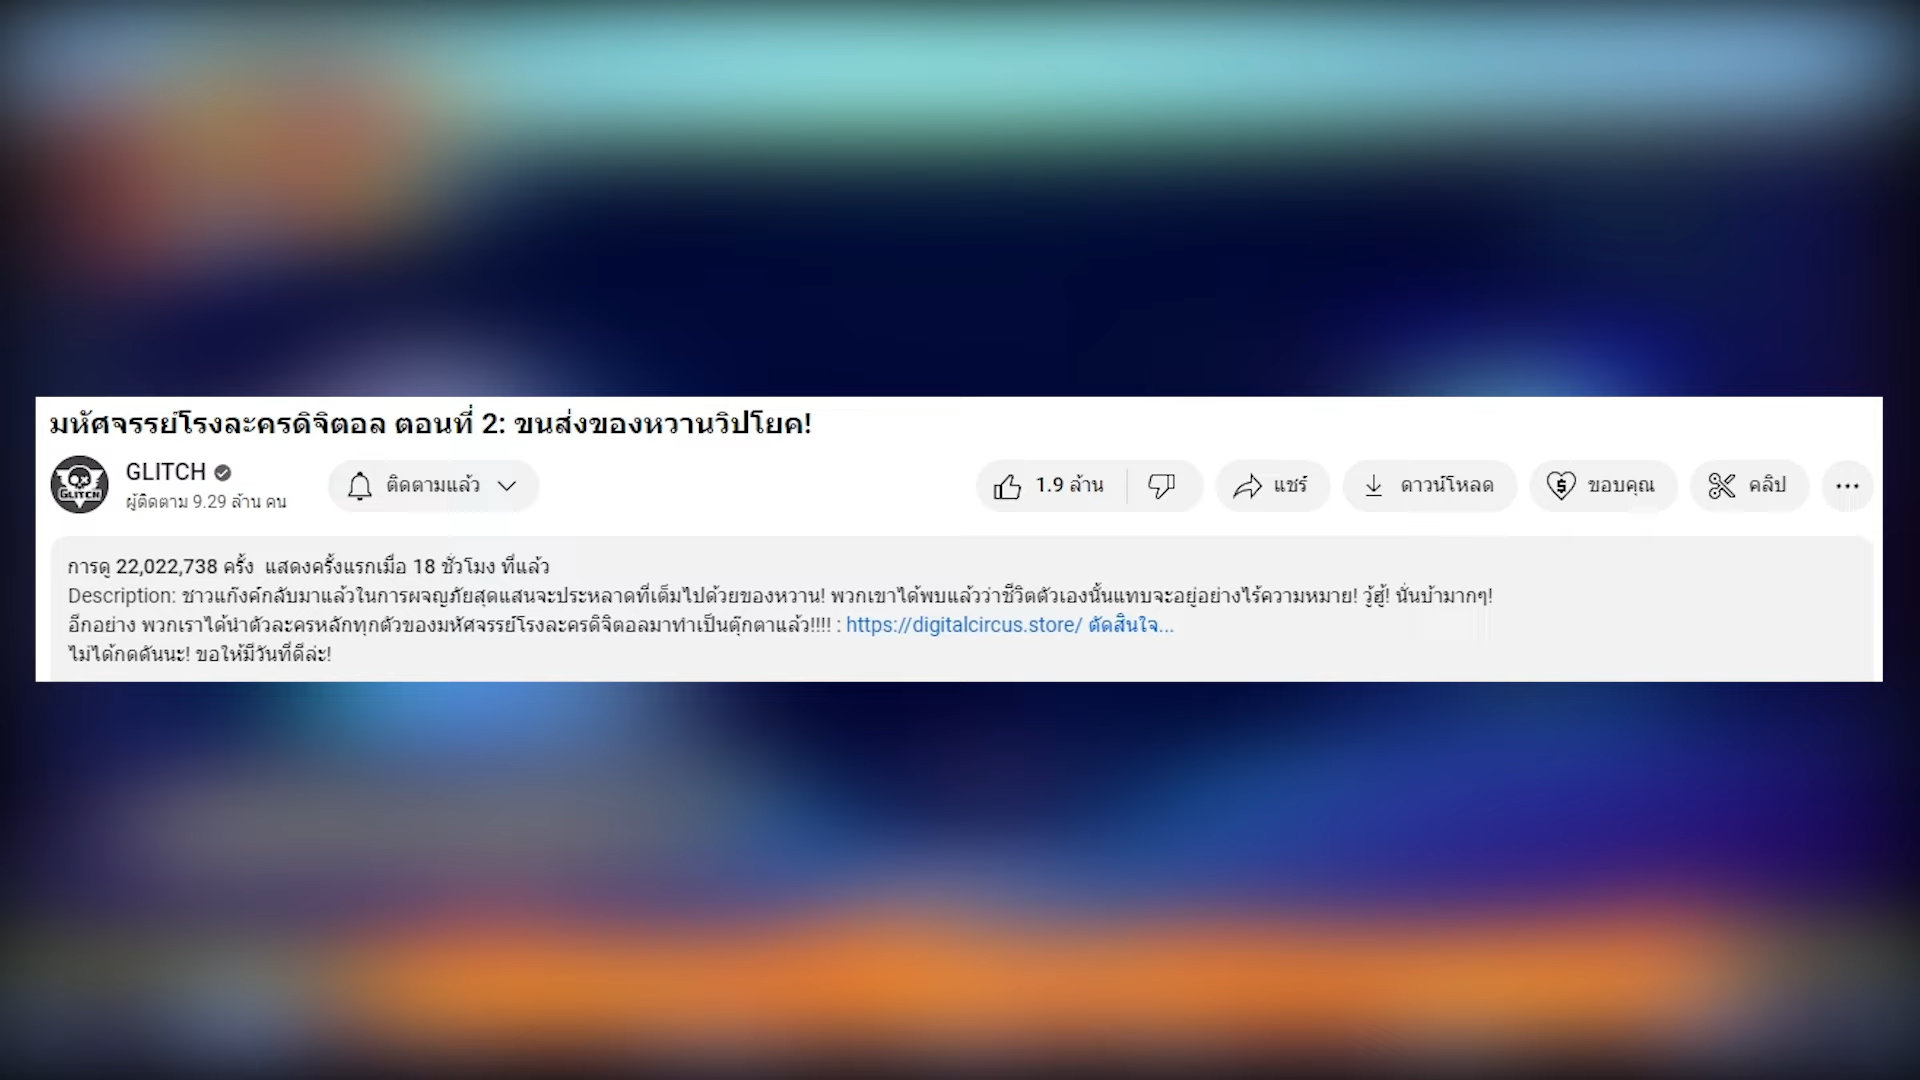 มหัศจรรย์โรงละครดิจิตอล ตอนที่ 2: ขนส่งของหวานวิปโยค!
GLITCH
GLITCH
ผู้ติดตาม 9.29 ล้าน คน
ติดตามแล้ว
1.9 ล้าน
แชร์
ดาวน์โหลด
ขอบคุณ
คลิป
การดู 22,022,738 ครั้ง แสดงครั้งแรกเมื่อ 18 ชั่วโมง ที่แล้ว
Description: ชาวแก๊งค์กลับมาแล้วในการผจญภัยสุดแสนจะประหลาดที่เต็มไปด้วยของหวาน! พวกเขาได้พบแล้วว่าชีวิตตัวเองนั้นแทบจะอยู่อย่างไร้ความหมาย! วู้ฮู้! นั่นบ้ามากๆ!
อีกอย่าง พวกเราได้นำตัวละครหลักทุกตัวของมหัศจรรย์โรงละครดิจิตอลมาทำเป็นตุ๊กตาแล้ว!!!! : https://digitalcircus.store/ ตัดสินใจ...
ไม่ได้กดดันนะ! ขอให้มีวันที่ดีล่ะ!